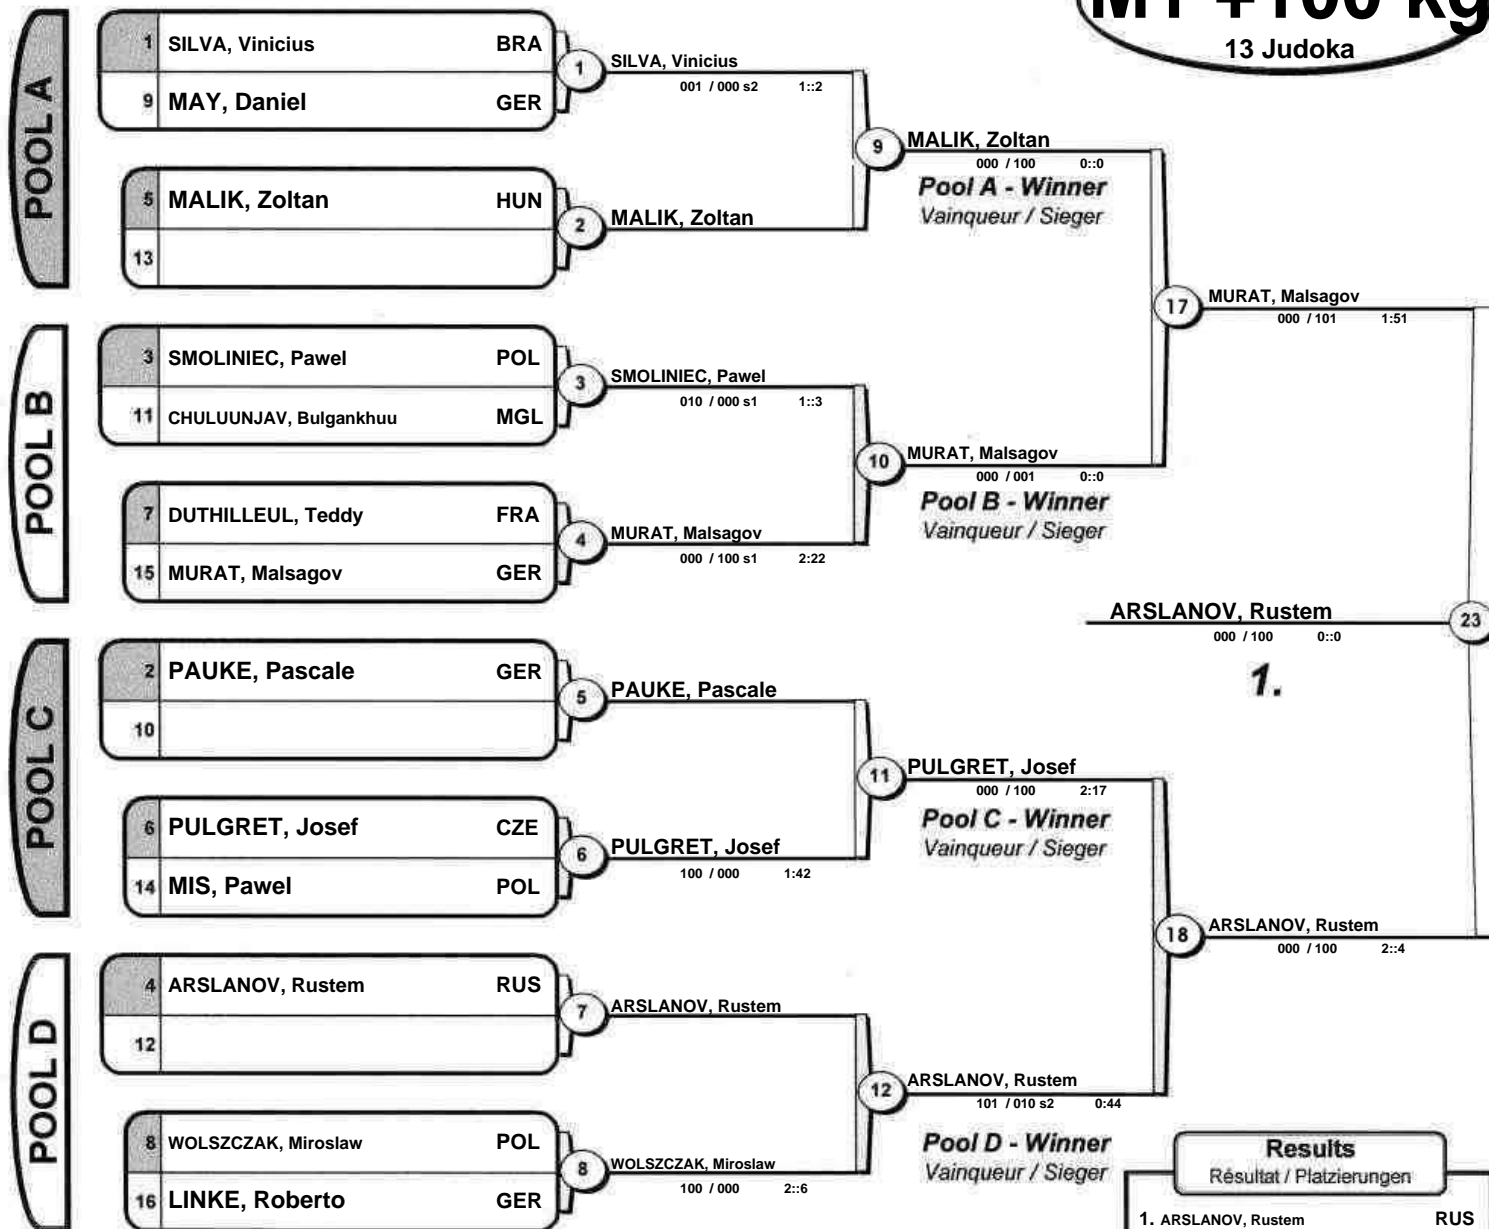 M1 +100 kg
13 Judoka
POOL A
1 SILVA, Vinicius BRA
9 MAY, Daniel GER
1
SILVA, Vinicius
001 / 000 s2 1::2
5 MALIK, Zoltan HUN
13
2
MALIK, Zoltan
9
MALIK, Zoltan
000 / 100 0::0
Pool A - Winner
Vainqueur / Sieger
POOL B
3 SMOLINIEC, Pawel POL
11 CHULUUNJAV, Bulgankhuu MGL
3
SMOLINIEC, Pawel
010 / 000 s1 1::3
7 DUTHILLEUL, Teddy FRA
15 MURAT, Malsagov GER
4
MURAT, Malsagov
000 / 100 s1 2:22
10
MURAT, Malsagov
000 / 001 0::0
Pool B - Winner
Vainqueur / Sieger
17
MURAT, Malsagov
000 / 101 1:51
ARSLANOV, Rustem
000 / 100 0::0
23
1.
POOL C
2 PAUKE, Pascale GER
10
5
PAUKE, Pascale
6 PULGRET, Josef CZE
14 MIS, Pawel POL
6
PULGRET, Josef
100 / 000 1:42
11
PULGRET, Josef
000 / 100 2:17
Pool C - Winner
Vainqueur / Sieger
POOL D
4 ARSLANOV, Rustem RUS
12
7
ARSLANOV, Rustem
8 WOLSZCZAK, Miroslaw POL
16 LINKE, Roberto GER
8
WOLSZCZAK, Miroslaw
100 / 000 2::6
12
ARSLANOV, Rustem
101 / 010 s2 0:44
Pool D - Winner
Vainqueur / Sieger
18
ARSLANOV, Rustem
000 / 100 2::4
Results
Résultat / Platzierungen
1. ARSLANOV, Rustem RUS